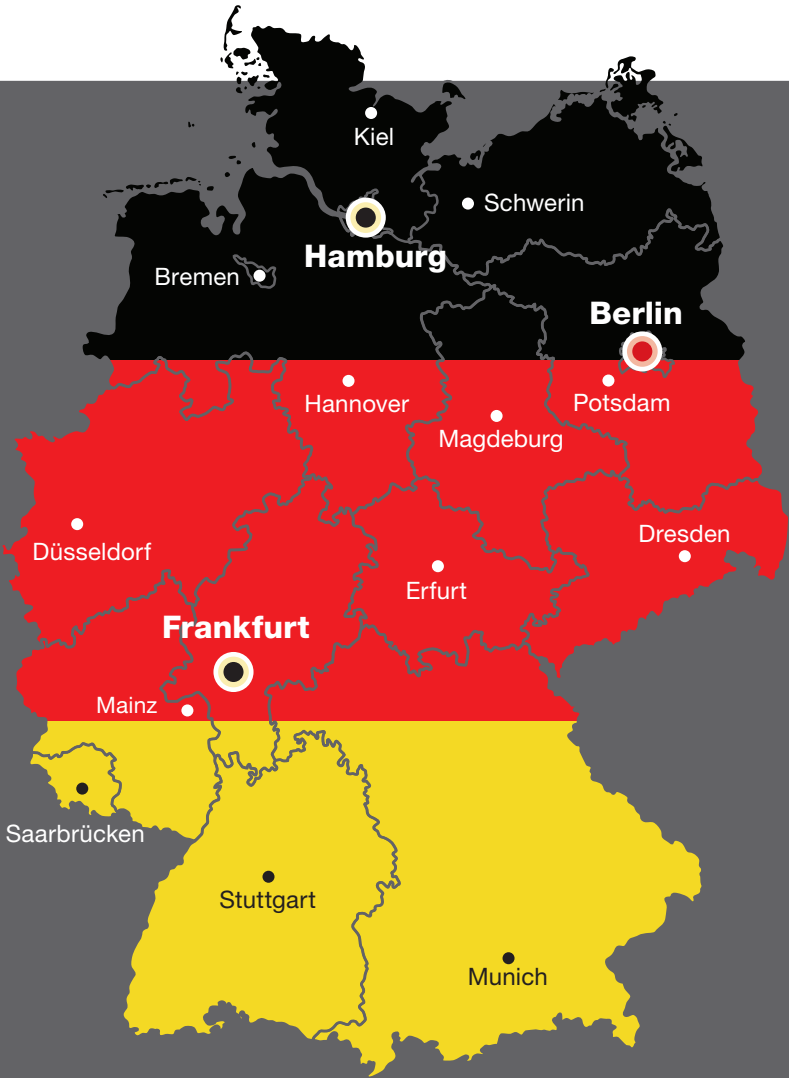 Kiel
Schwerin
Hamburg
Bremen
Berlin
Hannover
Potsdam
Magdeburg
Dresden
Düsseldorf
Erfurt
Frankfurt
Mainz
Saarbrücken
Stuttgart
Munich